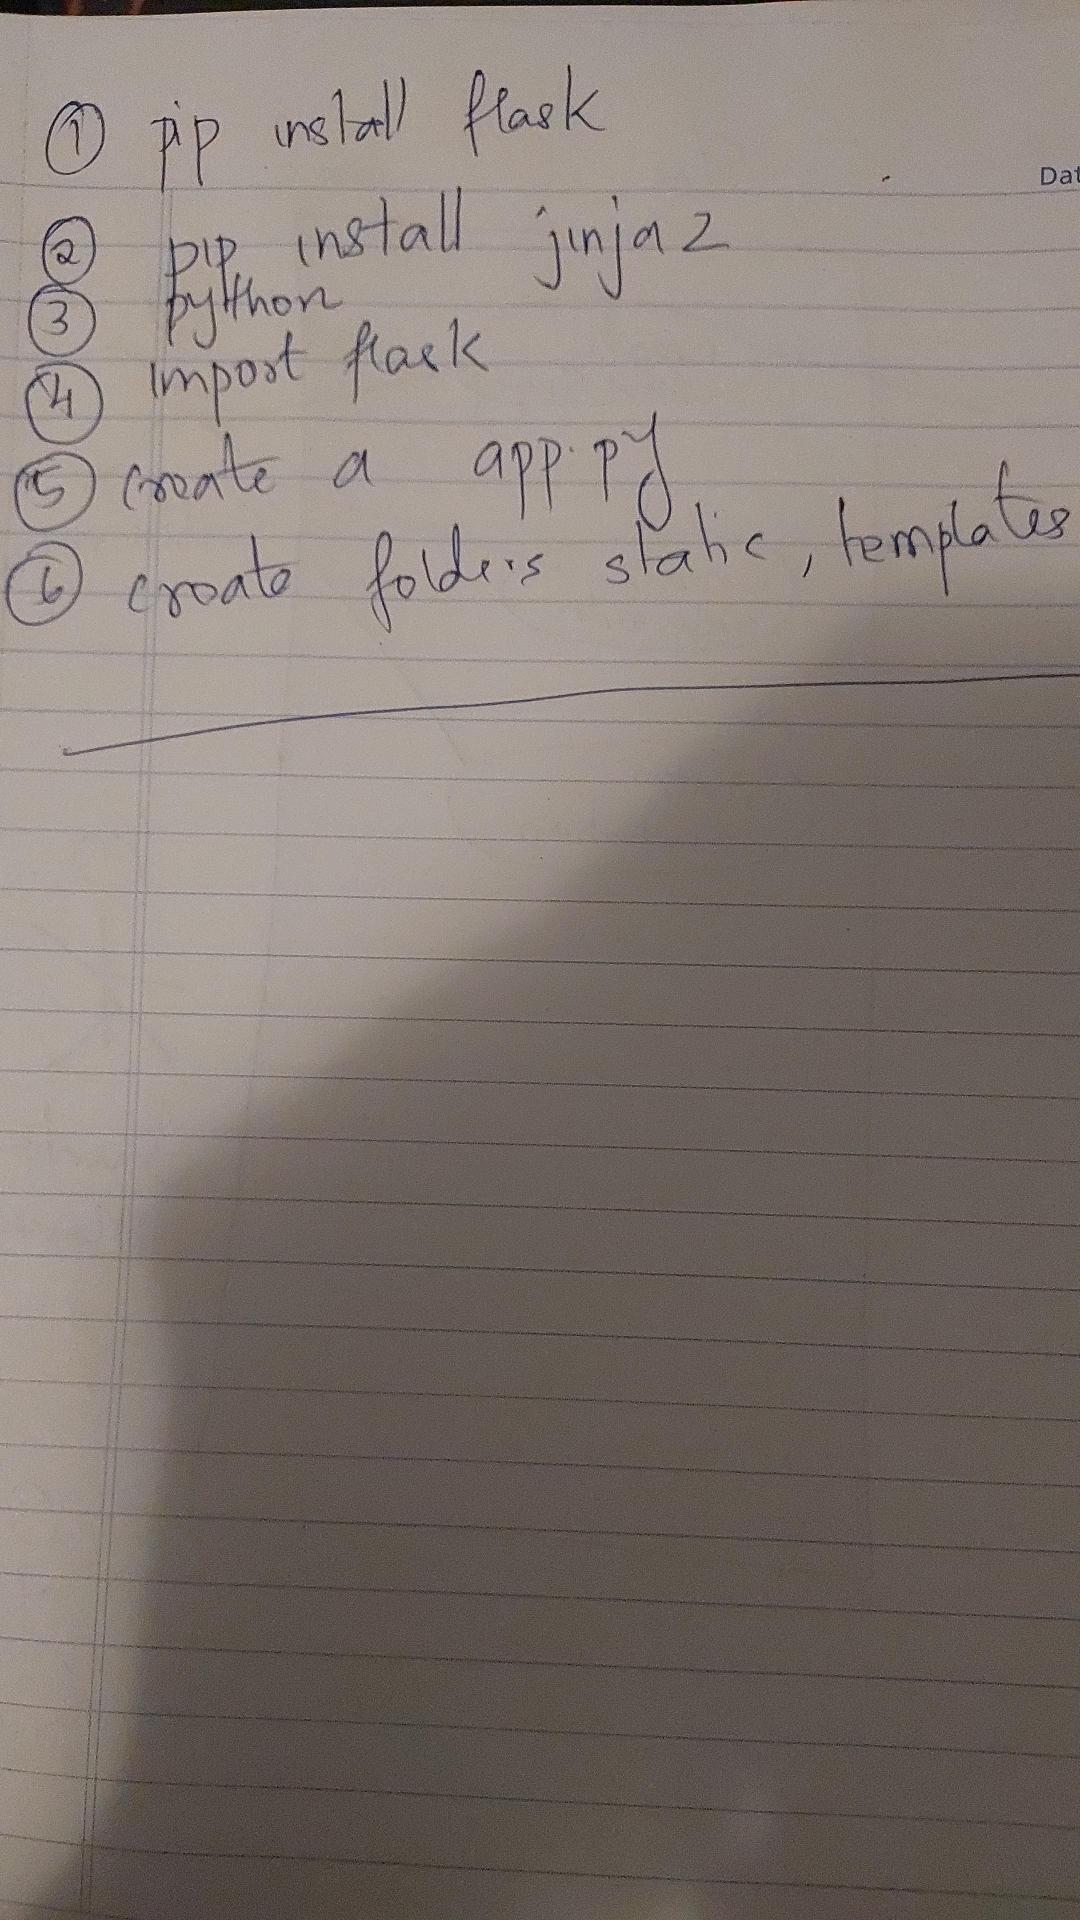 ① pip install flask
Dat
② pip install jinja2
③ python
④ import flask
⑤ create a app.py
⑥ create folders static, templates